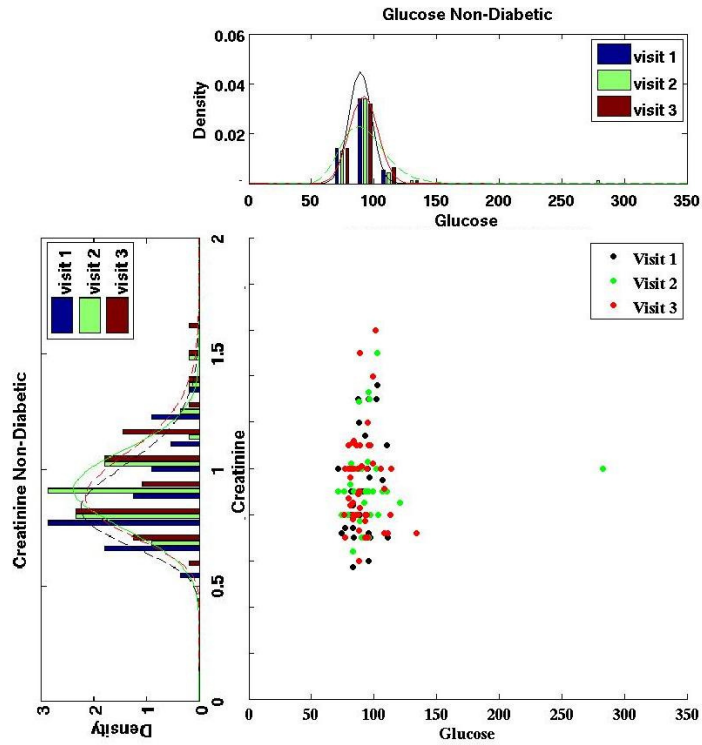 Glucose Non-Diabetic
0.06
0.04
0.02
Density
visit 1
visit 2
visit 3
0 50 100 150 200 250 300 350
Glucose
Creatinine Non-Diabetic
visit 1
visit 2
visit 3
3 2 1 0
Density
2
1.5
1
0.5
0
Creatinine
Visit 1
Visit 2
Visit 3
0 50 100 150 200 250 300 350
Glucose